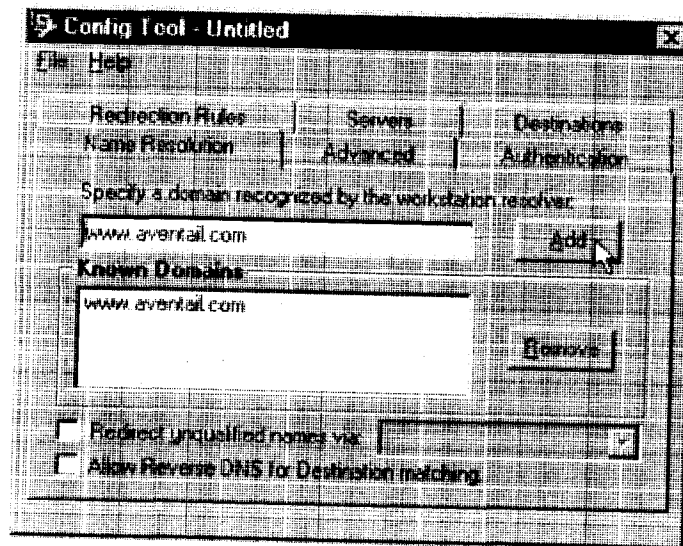 Config Tool - Untitled
File Help
Redirection Rules Servers Destinations
Name Resolution Advanced Authentication
Specify a domain recognized by the workstation resolver.
www.aventail.com Add
Known Domains
www.aventail.com
Remove
Redirect unqualified names via:
Allow Reverse DNS for Destination matching.